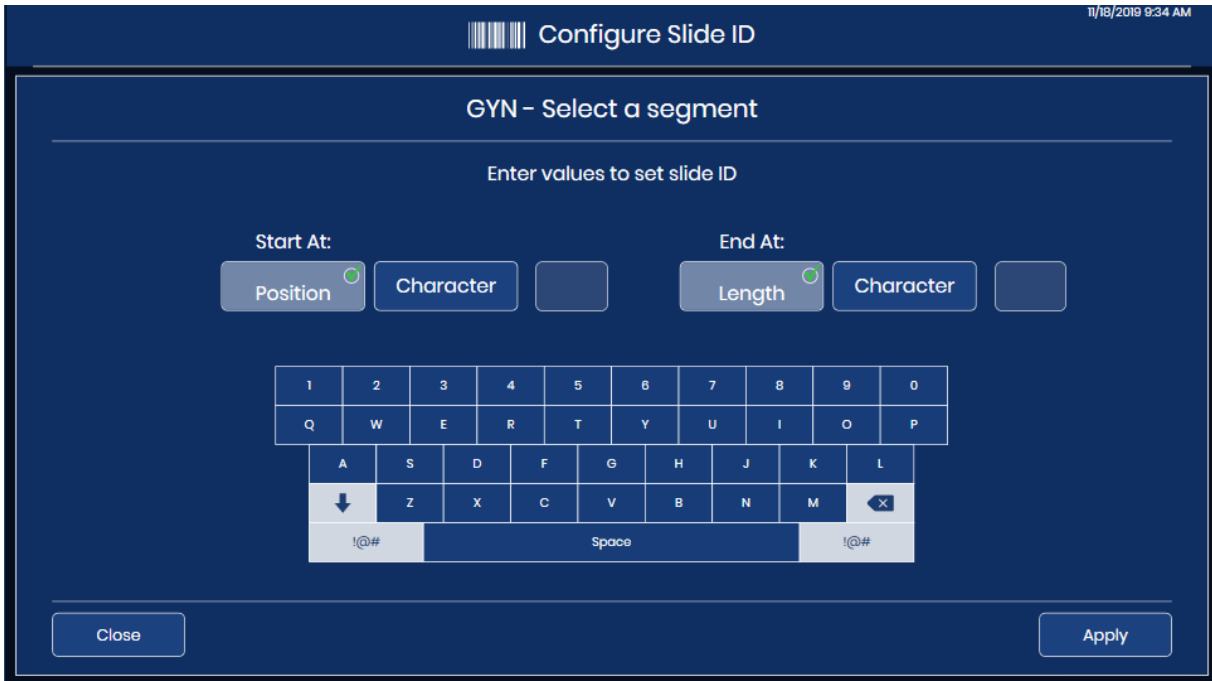 11/18/2019 9:34 AM
Configure Slide ID
GYN - Select a segment
Enter values to set slide ID
Start At: End At:
Position Character Length Character
1 2 3 4 5 6 7 8 9 0
Q W E R T Y U I O P
A S D F G H J K L
Z X C V B N M
!@# Space !@#
Close Apply